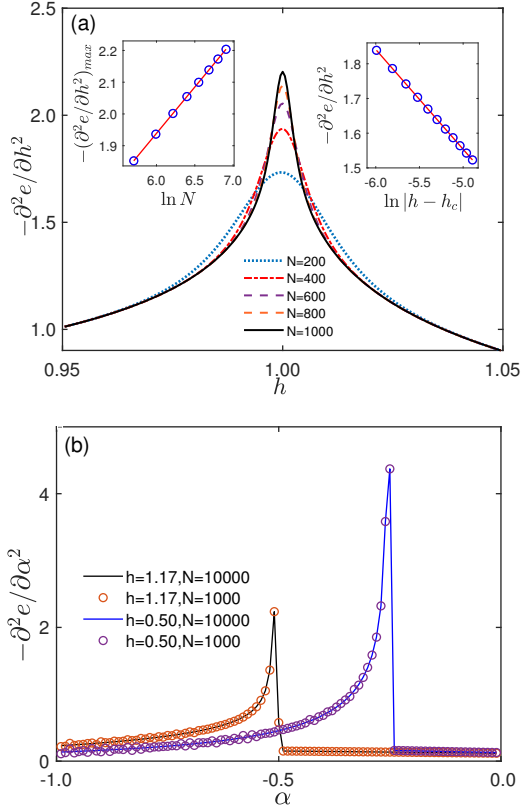 (a)
−∂²e/∂h²
2.0
1.5
1.0
0.95
1.00
1.05
h
−(∂²e/∂h²)max
2.2
2.1
2.0
1.9
6.0
6.5
7.0
ln N
−∂²e/∂h²
1.8
1.7
1.6
1.5
-6.0
-5.5
-5.0
ln |h − hc|
N=200
N=400
N=600
N=800
N=1000
(b)
−∂²e/∂α²
4
2
0
-1.0
-0.5
0.0
α
h=1.17,N=10000
h=1.17,N=1000
h=0.50,N=10000
h=0.50,N=1000